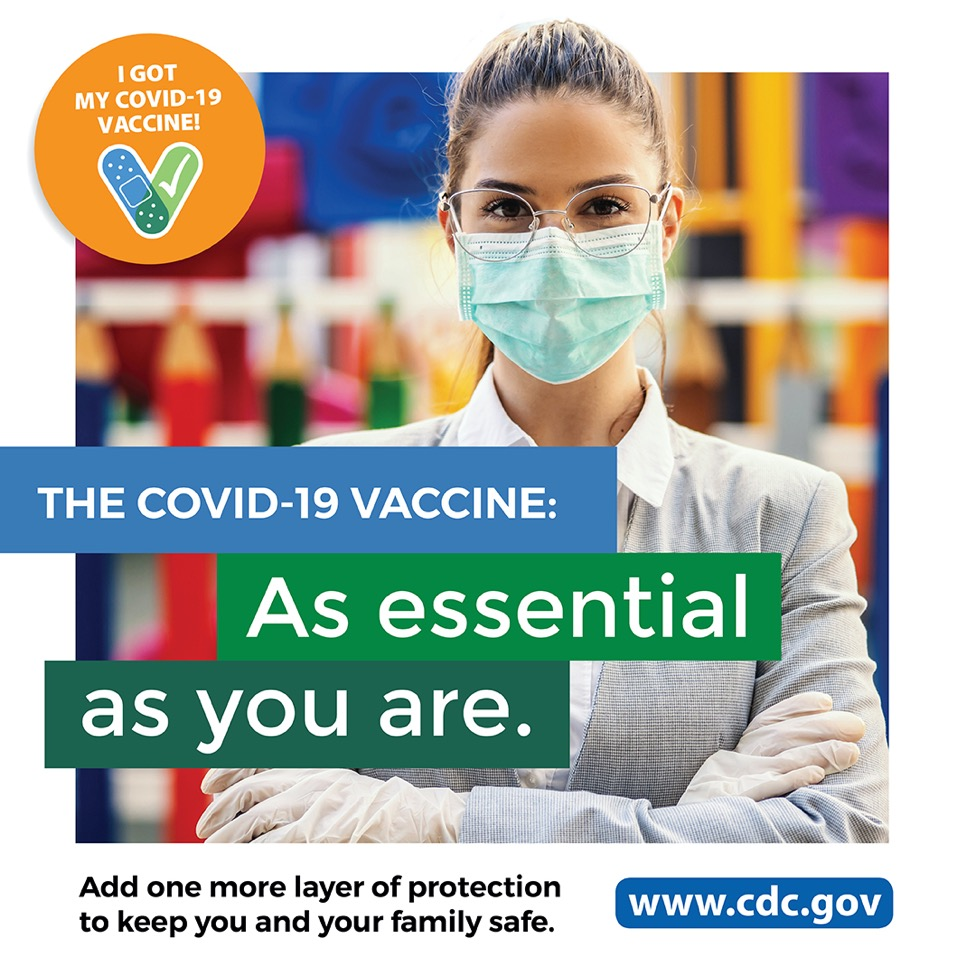 I GOT
MY COVID-19
VACCINE!
THE COVID-19 VACCINE:
As essential
as you are.
Add one more layer of protection
to keep you and your family safe.
www.cdc.gov